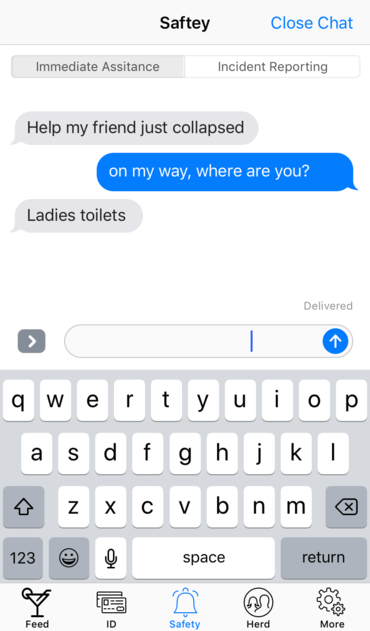 Saftey Close Chat
Immediate Assitance Incident Reporting
Help my friend just collapsed
on my way, where are you?
Ladies toilets
Delivered
q w e r t y u i o p
a s d f g h j k l
z x c v b n m
123 space return
Feed ID Safety Herd More